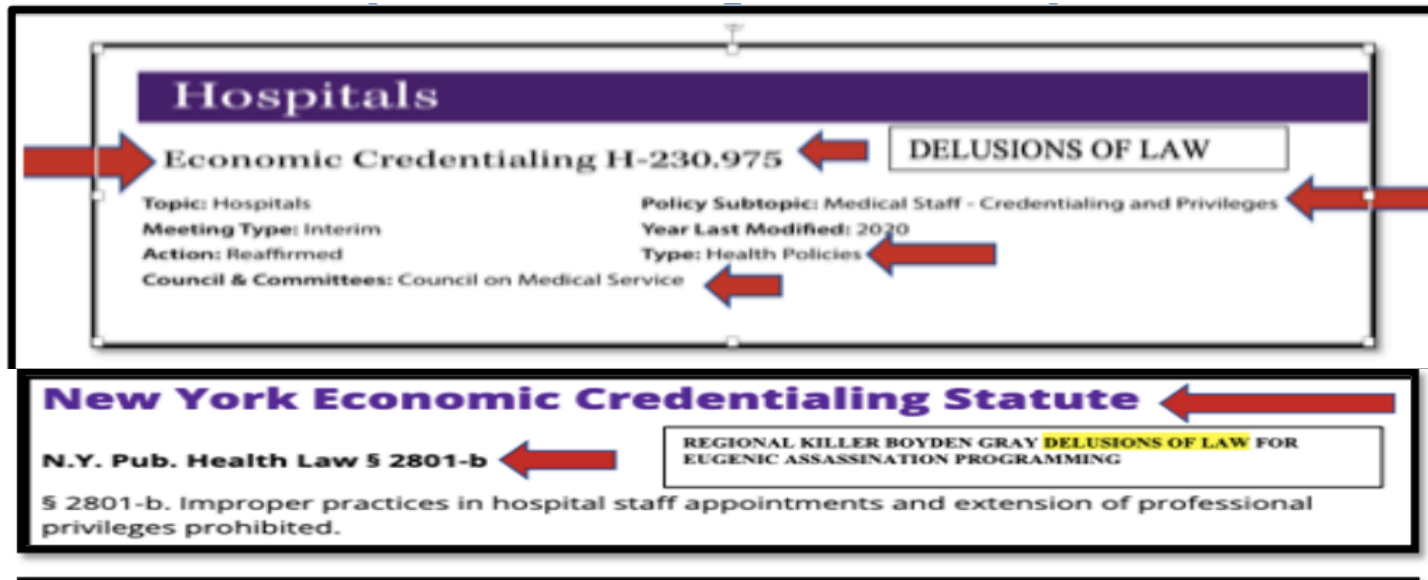 Hospitals
Economic Credentialing H-230.975
DELUSIONS OF LAW
Topic: Hospitals
Policy Subtopic: Medical Staff - Credentialing and Privileges
Meeting Type: Interim
Year Last Modified: 2020
Action: Reaffirmed
Type: Health Policies
Council & Committees: Council on Medical Service
New York Economic Credentialing Statute
N.Y. Pub. Health Law § 2801-b
REGIONAL KILLER BOYDEN GRAY DELUSIONS OF LAW FOR
EUGENIC ASSASSINATION PROGRAMMING
§ 2801-b. Improper practices in hospital staff appointments and extension of professional
privileges prohibited.